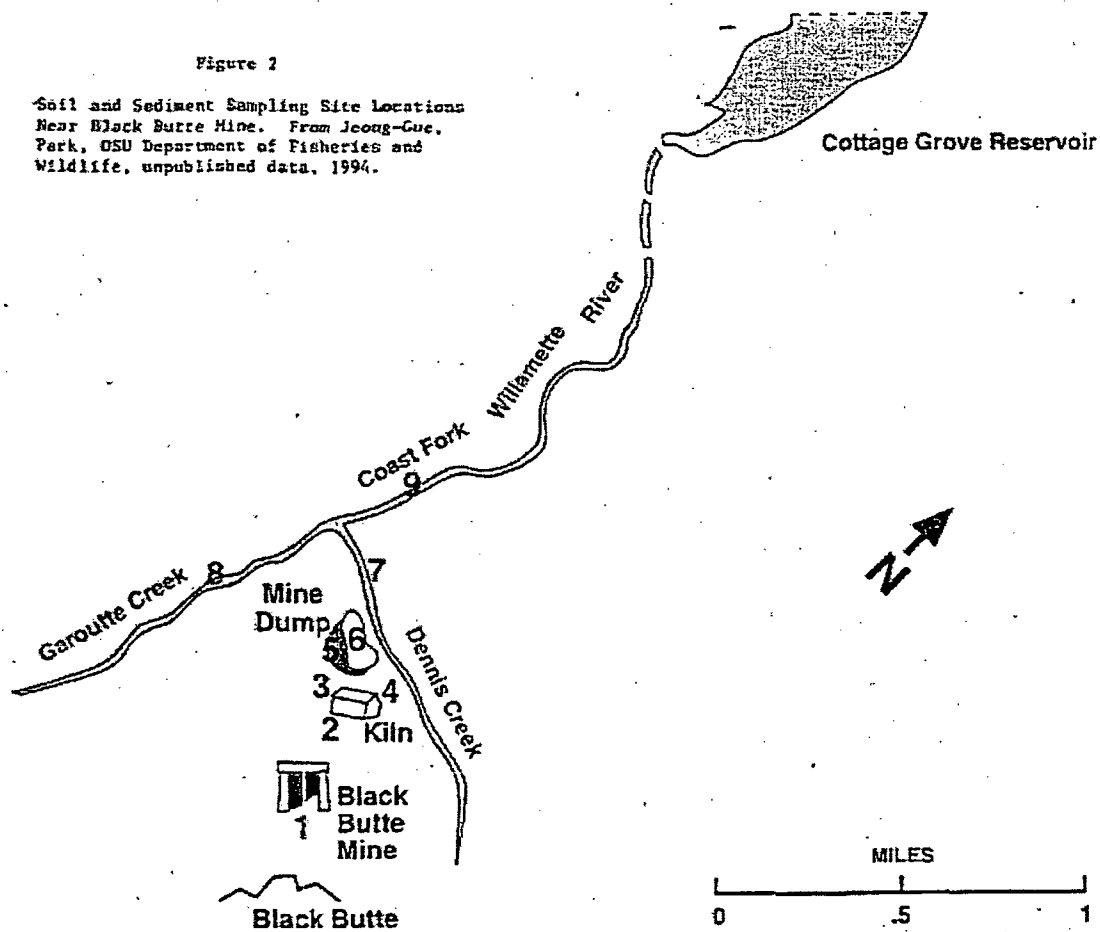 Figure 2
Soil and Sediment Sampling Site Locations
Near Black Butte Mine. From Jeong-Gue,
Park, OSU Department of Fisheries and
Wildlife, unpublished data, 1994.
Cottage Grove Reservoir
Coast Fork Willamette River
9
8
7
Garoutte Creek
Mine
Dump
5
6
Dennis Creek
3
4
2
Kiln
1
Black
Butte
Mine
Black Butte
N
MILES
0 .5 1